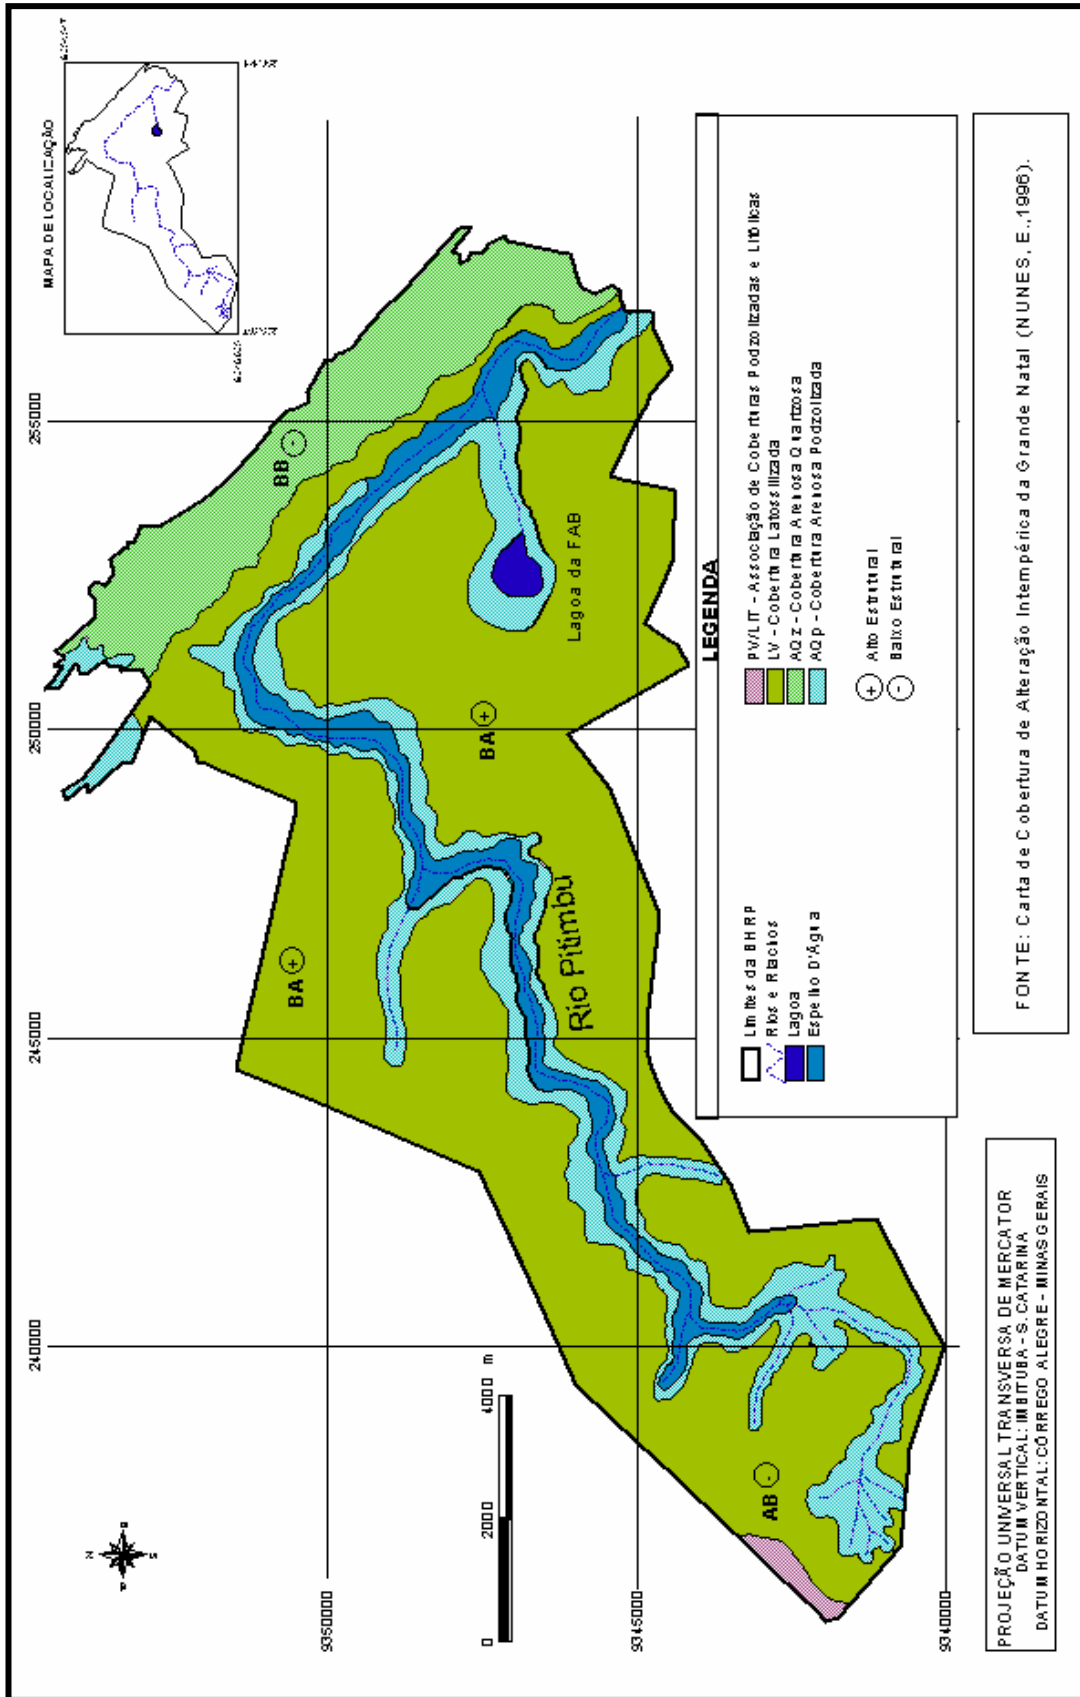 MAPA DE LOCALIZAÇÃO
240000
245000
250000
255000
9350000
9345000
9340000
BA +
BB -
BA +
AB -
Rio Pitimbu
Lagoa da FAB
0 2000 4000 m
LEGENDA
Limites da BHRP
Rios e Riachos
Lagoa
Espelho D'Água
PV/LIT - Associação de Coberturas Podzolizadas e Litólicas
LV - Cobertura Latossilizada
AQz - Cobertura Arenosa Quartzosa
AQp - Cobertura Arenosa Podzolizada
+ Alto Estrutural
- Baixo Estrutural
PROJEÇÃO UNIVERSAL TRANSVERSA DE MERCATOR
DATUM VERTICAL: IMBITUBA - S. CATARINA
DATUM HORIZONTAL: CÓRREGO ALEGRE - MINAS GERAIS
FONTE: Carta de Cobertura de Alteração Intempérica da Grande Natal (NUNES, E., 1996).